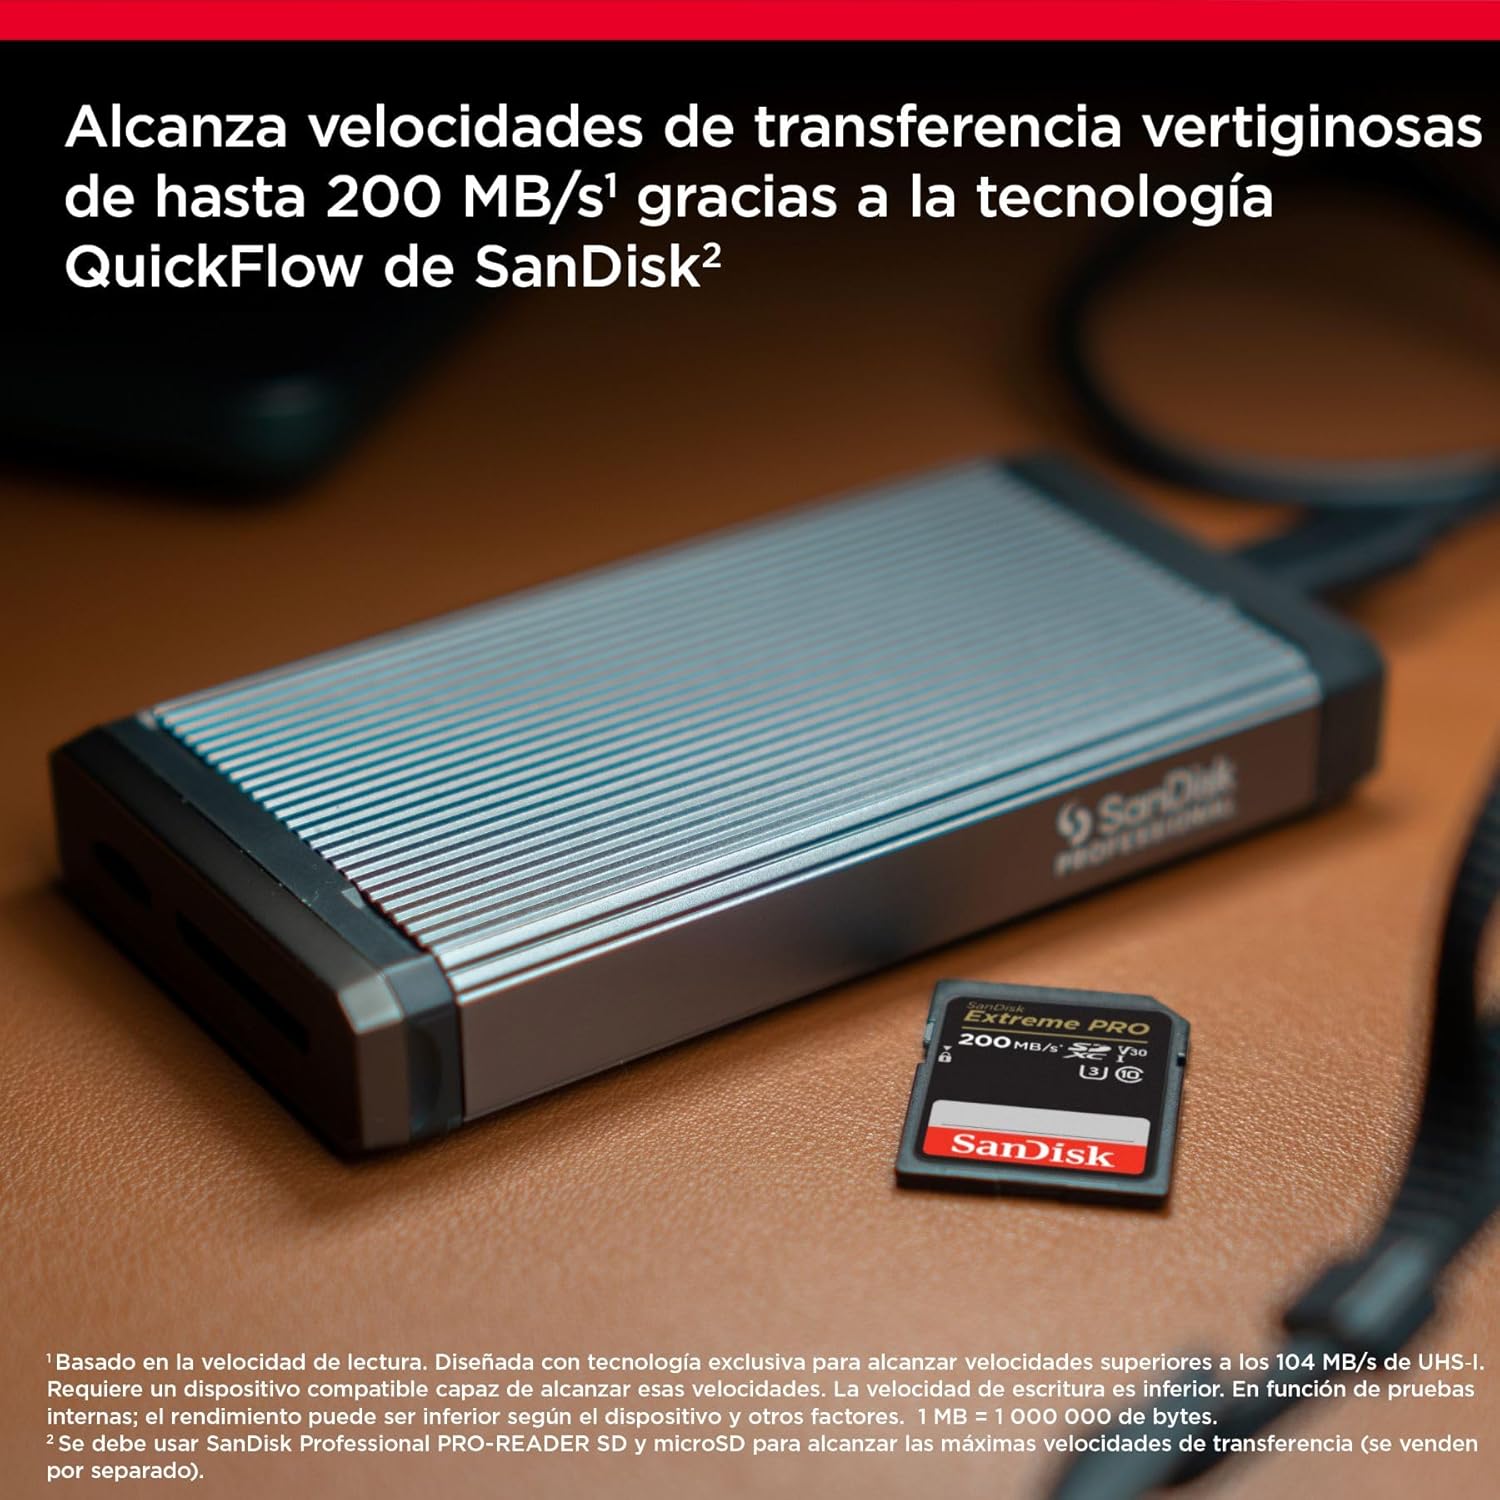 Alcanza velocidades de transferencia vertiginosas
de hasta 200 MB/s¹ gracias a la tecnología
QuickFlow de SanDisk²
SanDisk
PROFESSIONAL
SanDisk
Extreme PRO
200 MB/s* SD XC I V30
U3 C10
SanDisk
¹ Basado en la velocidad de lectura. Diseñada con tecnología exclusiva para alcanzar velocidades superiores a los 104 MB/s de UHS-I.
Requiere un dispositivo compatible capaz de alcanzar esas velocidades. La velocidad de escritura es inferior. En función de pruebas
internas; el rendimiento puede ser inferior según el dispositivo y otros factores. 1 MB = 1 000 000 de bytes.
² Se debe usar SanDisk Professional PRO-READER SD y microSD para alcanzar las máximas velocidades de transferencia (se venden
por separado).